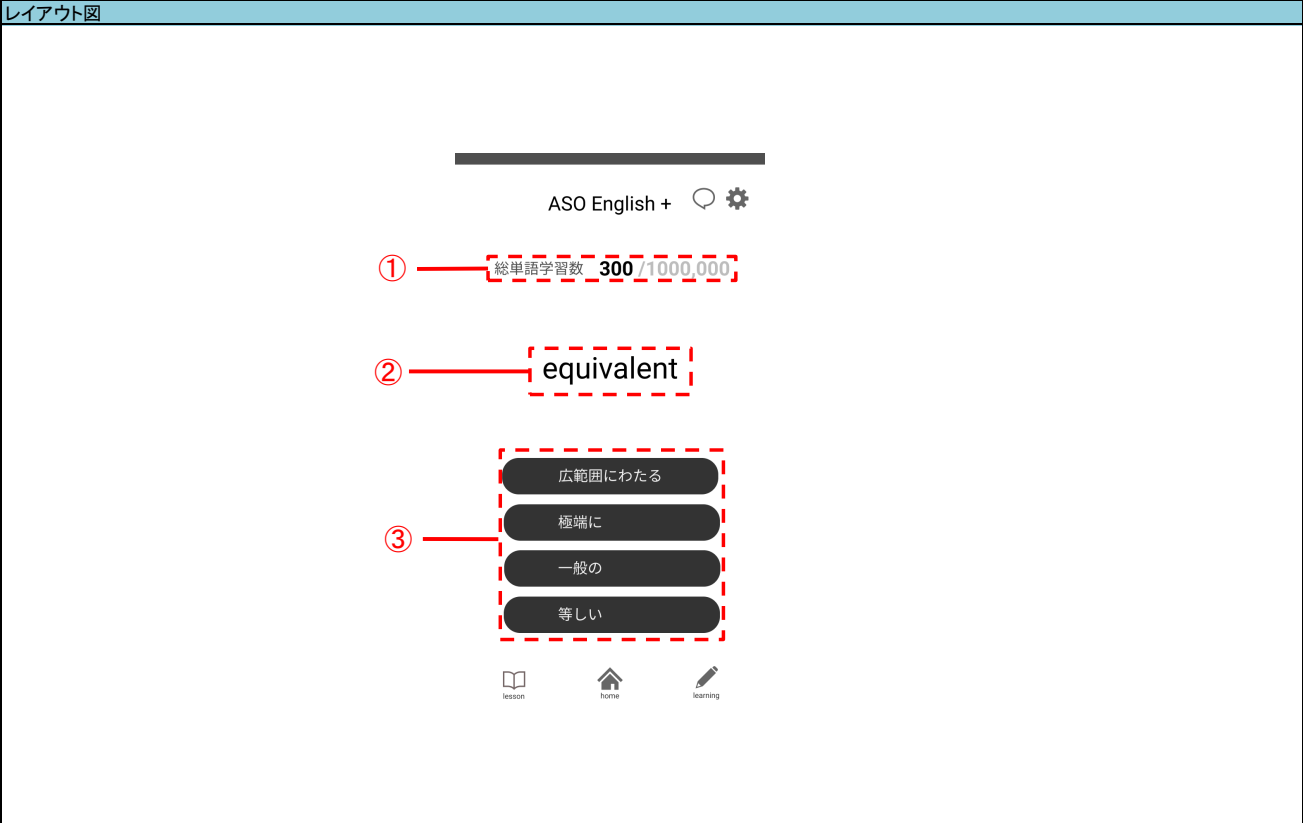 レイアウト図
ASO English +
① 総単語学習数 300 /1000,000
② equivalent
③
広範囲にわたる
極端に
一般の
等しい
lesson home learning